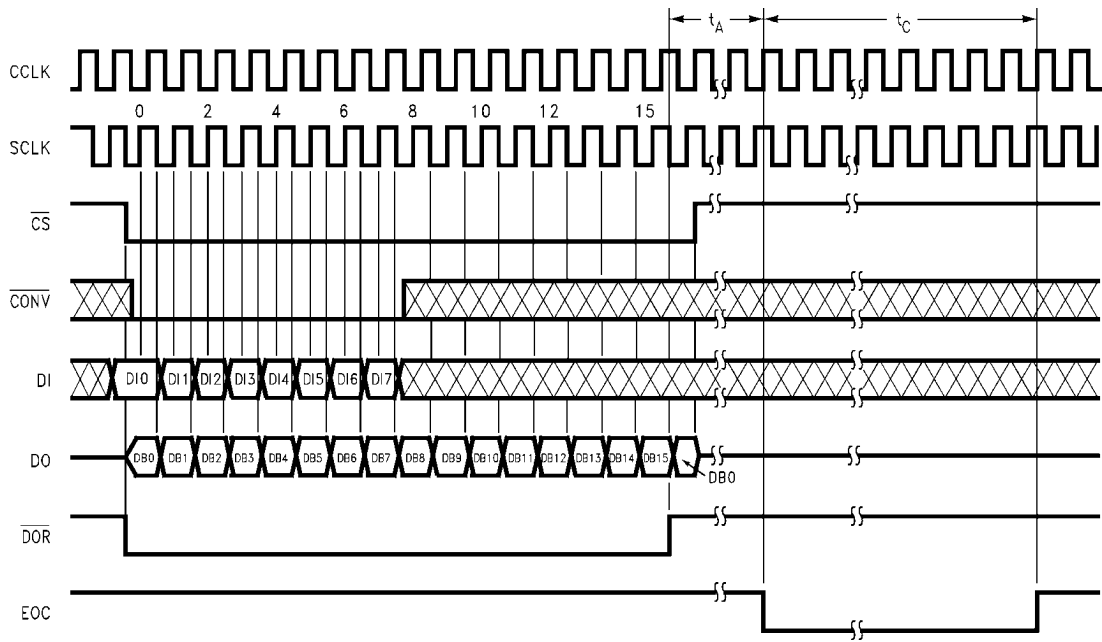 t_A t_C
CCLK
0 2 4 6 8 10 12 15
SCLK
CS
CONV
DI DI0 DI1 DI2 DI3 DI4 DI5 DI6 DI7
DO DB0 DB1 DB2 DB3 DB4 DB5 DB6 DB7 DB8 DB9 DB10 DB11 DB12 DB13 DB14 DB15
DB0
DOR
EOC